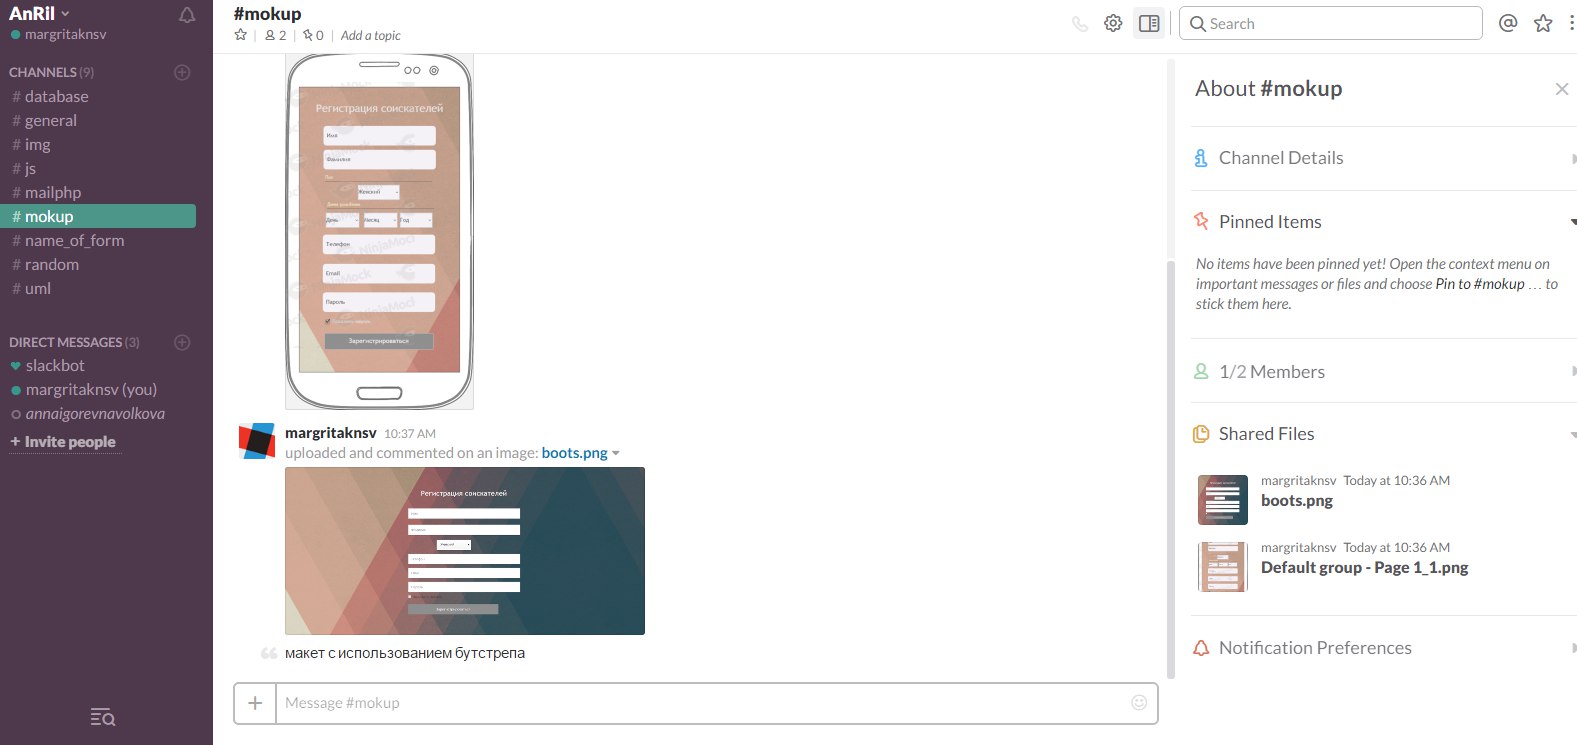 AnRil
margritaknsv
CHANNELS (9)
# database
# general
# img
# js
# mailphp
# mokup
# name_of_form
# random
# uml
DIRECT MESSAGES (3)
slackbot
margritaknsv (you)
annaigorevnavolkova
+ Invite people
#mokup
2
0
Add a topic
Search
Регистрация соискателей
Имя
Фамилия
Пол
Женский
День Месяц Год
Телефон
Email
Пароль
Зарегистрироваться
NinjaMock
margritaknsv 10:37 AM
uploaded and commented on an image: boots.png
Регистрация соискателей
Женский
Зарегистрироваться
макет с использованием бутстрепа
+ Message #mokup
About #mokup
Channel Details
Pinned Items
No items have been pinned yet! Open the context menu on
important messages or files and choose Pin to #mokup … to
stick them here.
1/2 Members
Shared Files
margritaknsv Today at 10:36 AM
boots.png
margritaknsv Today at 10:36 AM
Default group - Page 1_1.png
Notification Preferences